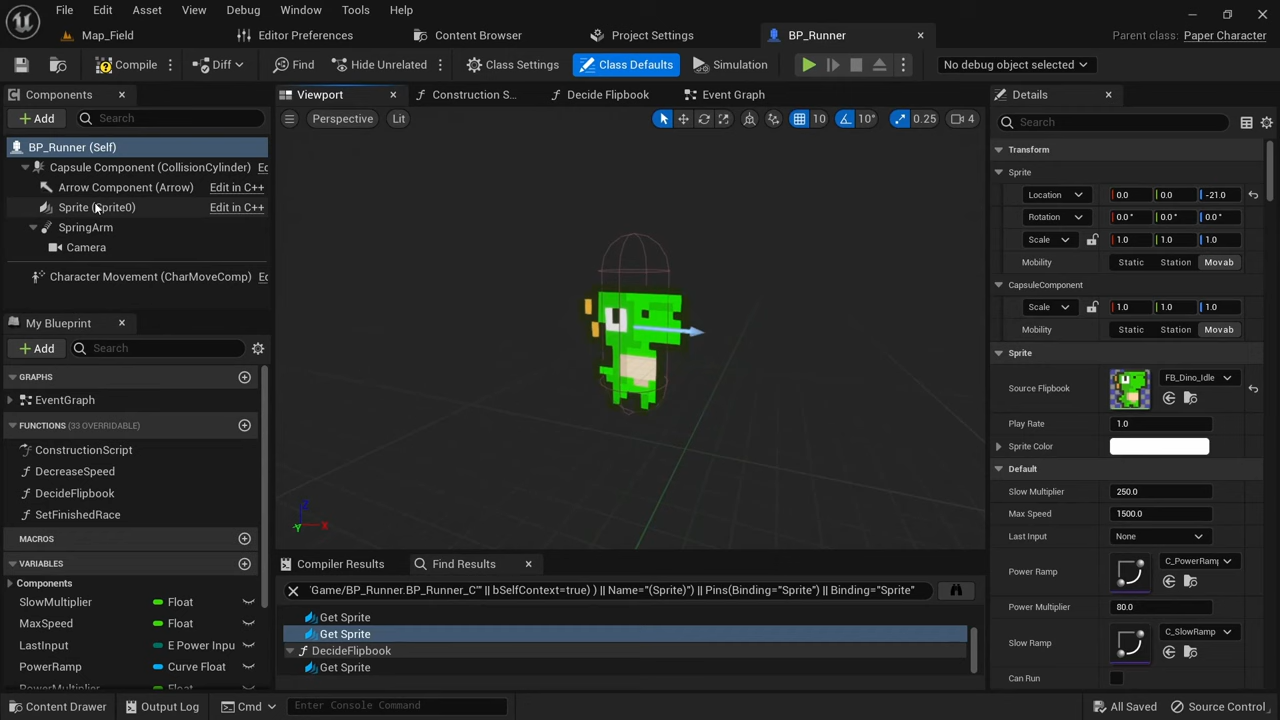 File Edit Asset View Debug Window Tools Help
Map_Field Editor Preferences Content Browser Project Settings BP_Runner Parent class: Paper Character
Compile Diff Find Hide Unrelated Class Settings Class Defaults Simulation No debug object selected
Components Viewport Construction S... Decide Flipbook Event Graph Details
Add Search Perspective Lit 10 10° 0.25 4 Search
BP_Runner (Self)
Capsule Component (CollisionCylinder) Ec
Arrow Component (Arrow) Edit in C++
Sprite (Sprite0) Edit in C++
SpringArm
Camera
Character Movement (CharMoveComp) Ec
My Blueprint
Add Search
GRAPHS
EventGraph
FUNCTIONS (33 OVERRIDABLE)
ConstructionScript
DecreaseSpeed
DecideFlipbook
SetFinishedRace
MACROS
VARIABLES
Components
SlowMultiplier Float
MaxSpeed Float
LastInput E Power Inpu
PowerRamp Curve Float
PowerMultiplier Float
Z
Y
X
Compiler Results Find Results
'Game/BP_Runner.BP_Runner_C'" || bSelfContext=true) ) || Name="(Sprite)") || Pins(Binding="Sprite") || Binding="Sprite"
Get Sprite
Get Sprite
DecideFlipbook
Get Sprite
Transform
Sprite
Location 0.0 0.0 -21.0
Rotation 0.0 ° 0.0 ° 0.0 °
Scale 1.0 1.0 1.0
Mobility Static Station Movab
CapsuleComponent
Scale 1.0 1.0 1.0
Mobility Static Station Movab
Sprite
Source Flipbook FB_Dino_Idle
Play Rate 1.0
Sprite Color
Default
Slow Multiplier 250.0
Max Speed 1500.0
Last Input None
Power Ramp C_PowerRamp
Power Multiplier 80.0
Slow Ramp C_SlowRamp
Can Run
Content Drawer Output Log Cmd Enter Console Command All Saved Source Control